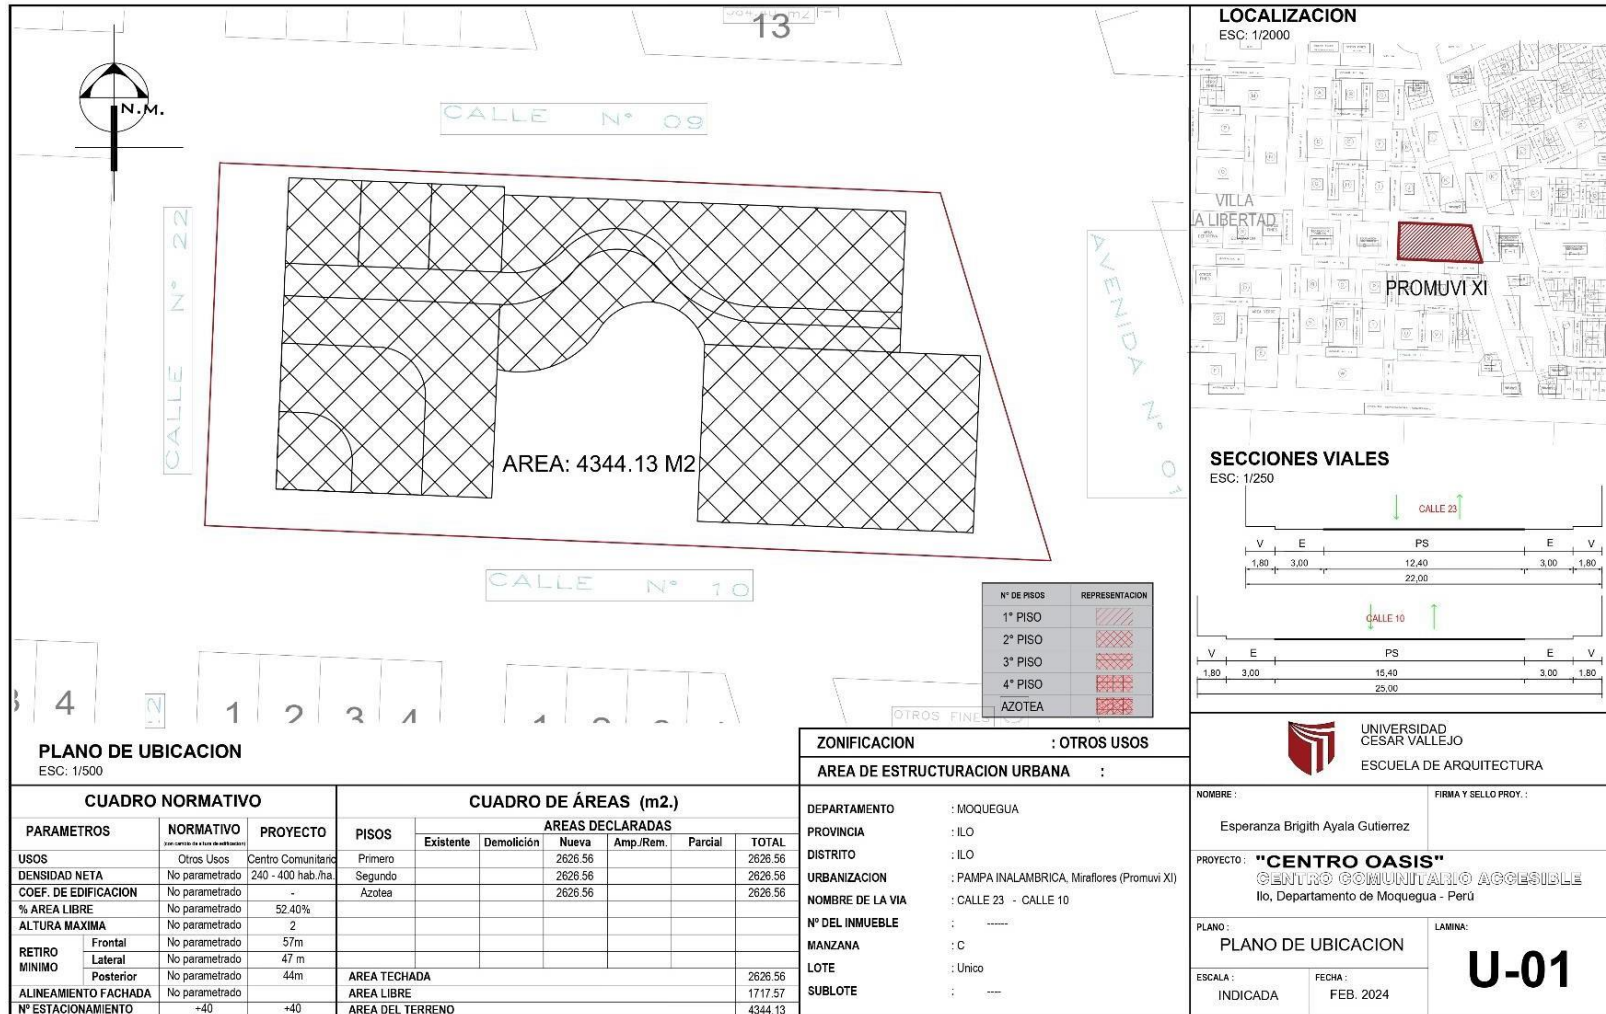 13
N.M.
CALLE N° 09
CALLE N° 22
AVENIDA N° 01
AREA: 4344.13 M2
CALLE N° 10
N° DE PISOS REPRESENTACION
1° PISO
2° PISO
3° PISO
4° PISO
AZOTEA
4
1 2 3 4
OTROS FINES
PLANO DE UBICACION
ESC: 1/500
LOCALIZACIÓN
ESC: 1/2000
VILLA
LA LIBERTAD
PROMUVI XI
SECCIONES VIALES
ESC: 1/250
CALLE 23
V E PS E V
1,80 3,00 12,40 3,00 1,80
22,00
CALLE 10
V E PS E V
1,80 3,00 15,40 3,00 1,80
25,00
CUADRO NORMATIVO
PARAMETROS NORMATIVO PROYECTO
USOS Otros Usos Centro Comunitario
DENSIDAD NETA No parametrado 240 - 400 hab./ha.
COEF. DE EDIFICACION No parametrado -
% AREA LIBRE No parametrado 52.40%
ALTURA MAXIMA No parametrado 2
RETIRO MINIMO Frontal No parametrado 57m
Lateral No parametrado 47 m
Posterior No parametrado 44m
ALINEAMIENTO FACHADA No parametrado
Nº ESTACIONAMIENTO +40 +40
CUADRO DE ÁREAS (m2.)
PISOS AREAS DECLARADAS
Existente Demolición Nueva Amp./Rem. Parcial TOTAL
Primero 2626.56 2626.56
Segundo 2626.56 2626.56
Azotea 2626.56 2626.56
AREA TECHADA 2626.56
AREA LIBRE 1717.57
AREA DEL TERRENO 4344.13
ZONIFICACION : OTROS USOS
AREA DE ESTRUCTURACION URBANA :
DEPARTAMENTO : MOQUEGUA
PROVINCIA : ILO
DISTRITO : ILO
URBANIZACION : PAMPA INALAMBRICA, Miraflores (Promuvi XI)
NOMBRE DE LA VIA : CALLE 23 - CALLE 10
Nº DEL INMUEBLE : ------
MANZANA : C
LOTE : Unico
SUBLOTE : ----
UNIVERSIDAD
CESAR VALLEJO
ESCUELA DE ARQUITECTURA
NOMBRE :
Esperanza Brigith Ayala Gutierrez
FIRMA Y SELLO PROY. :
PROYECTO : "CENTRO OASIS"
CENTRO COMUNITARIO ACCESIBLE
Ilo, Departamento de Moquegua - Perú
PLANO :
PLANO DE UBICACION
LAMINA:
U-01
ESCALA :
INDICADA
FECHA :
FEB. 2024